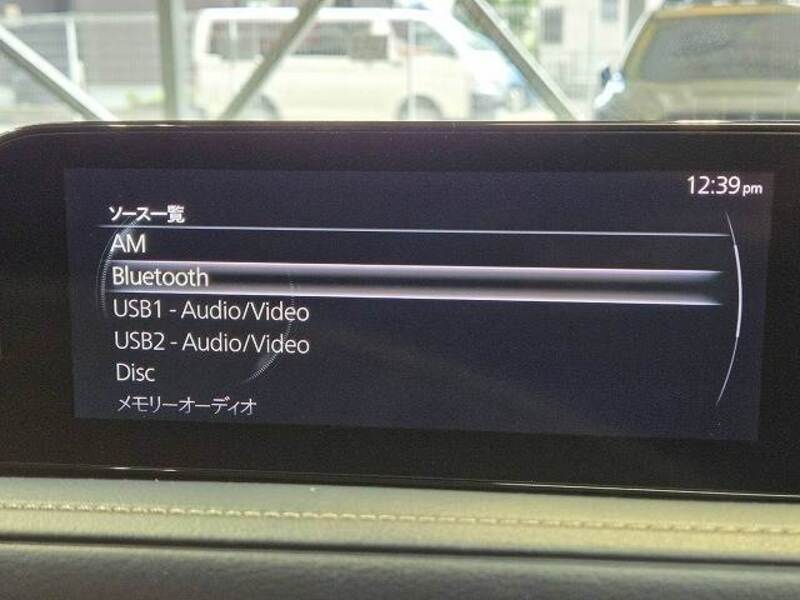 12:39pm
ソース一覧
AM
Bluetooth
USB1 - Audio/Video
USB2 - Audio/Video
Disc
メモリーオーディオ